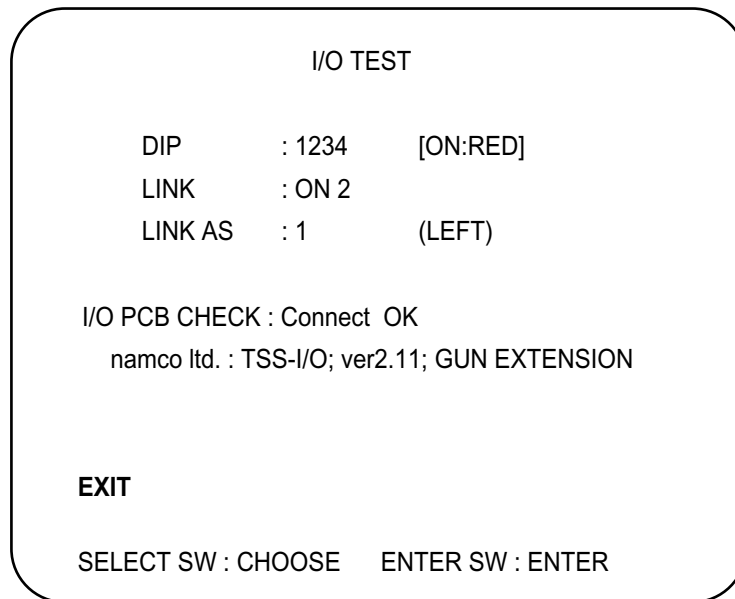 I/O TEST
DIP : 1234 [ON:RED]
LINK : ON 2
LINK AS : 1 (LEFT)
I/O PCB CHECK : Connect OK
namco ltd. : TSS-I/O; ver2.11; GUN EXTENSION
EXIT
SELECT SW : CHOOSE ENTER SW : ENTER